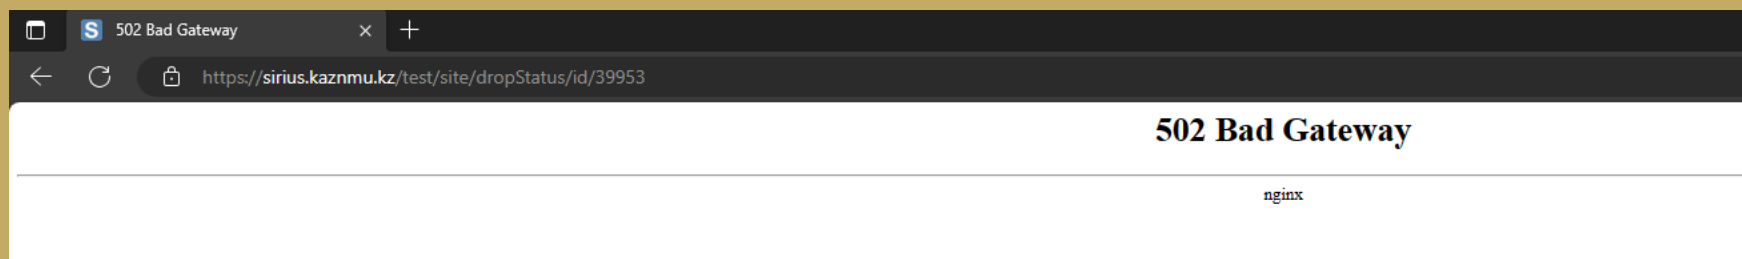 S 502 Bad Gateway
https://sirius.kaznmu.kz/test/site/dropStatus/id/39953
502 Bad Gateway
nginx